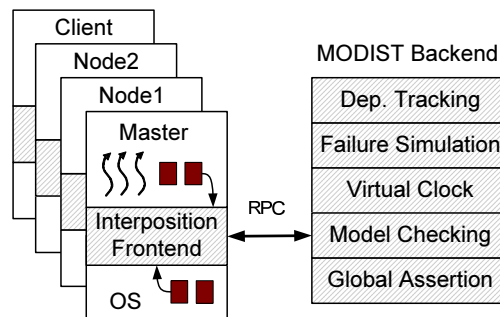 Client
Node2
Node1
Master
Interposition
Frontend
OS
RPC
MODIST Backend
Dep. Tracking
Failure Simulation
Virtual Clock
Model Checking
Global Assertion